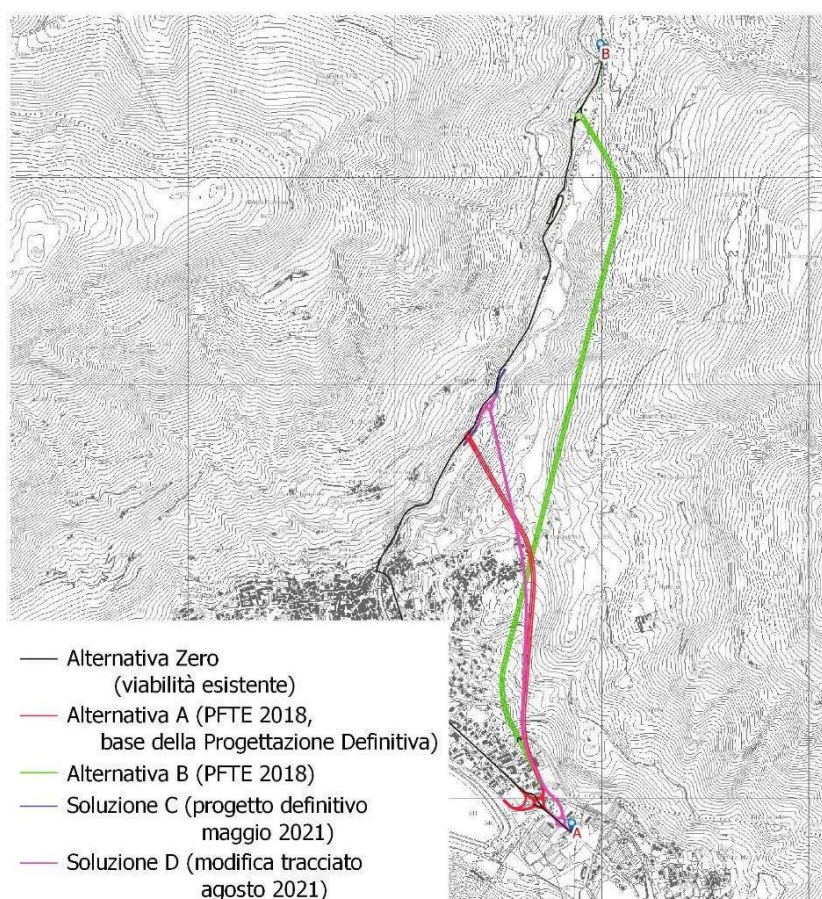 B
Alternativa Zero
(viabilità esistente)
Alternativa A (PFTE 2018,
base della Progettazione Definitiva)
Alternativa B (PFTE 2018)
Soluzione C (progetto definitivo
maggio 2021)
Soluzione D (modifica tracciato
agosto 2021)
A